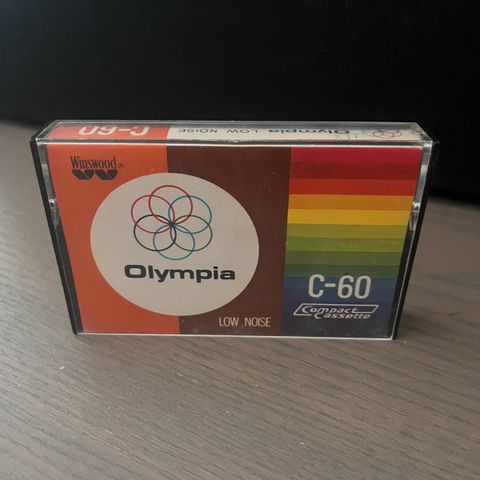 C-60 Olympia LOW NOISE
Winswood®
Olympia
LOW NOISE
C-60
Compact
Cassette